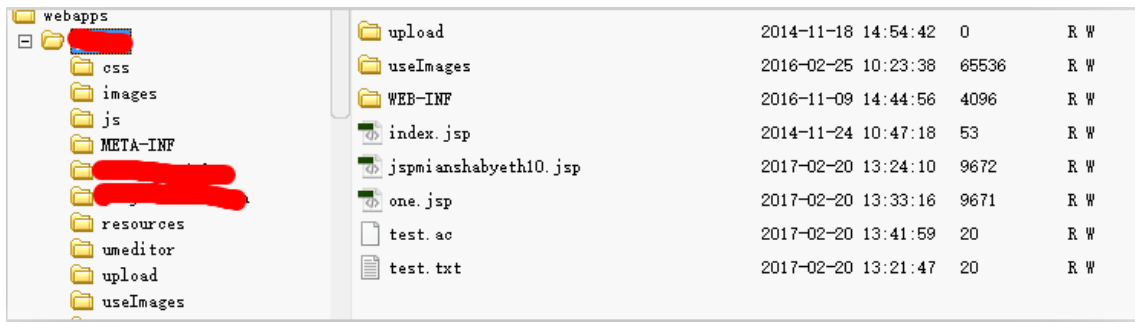 webapps
css
images
js
META-INF
resources
umeditor
upload
useImages
upload 2014-11-18 14:54:42 0 R W
useImages 2016-02-25 10:23:38 65536 R W
WEB-INF 2016-11-09 14:44:56 4096 R W
index.jsp 2014-11-24 10:47:18 53 R W
jspmianshabyeth10.jsp 2017-02-20 13:24:10 9672 R W
one.jsp 2017-02-20 13:33:16 9671 R W
test.ac 2017-02-20 13:41:59 20 R W
test.txt 2017-02-20 13:21:47 20 R W